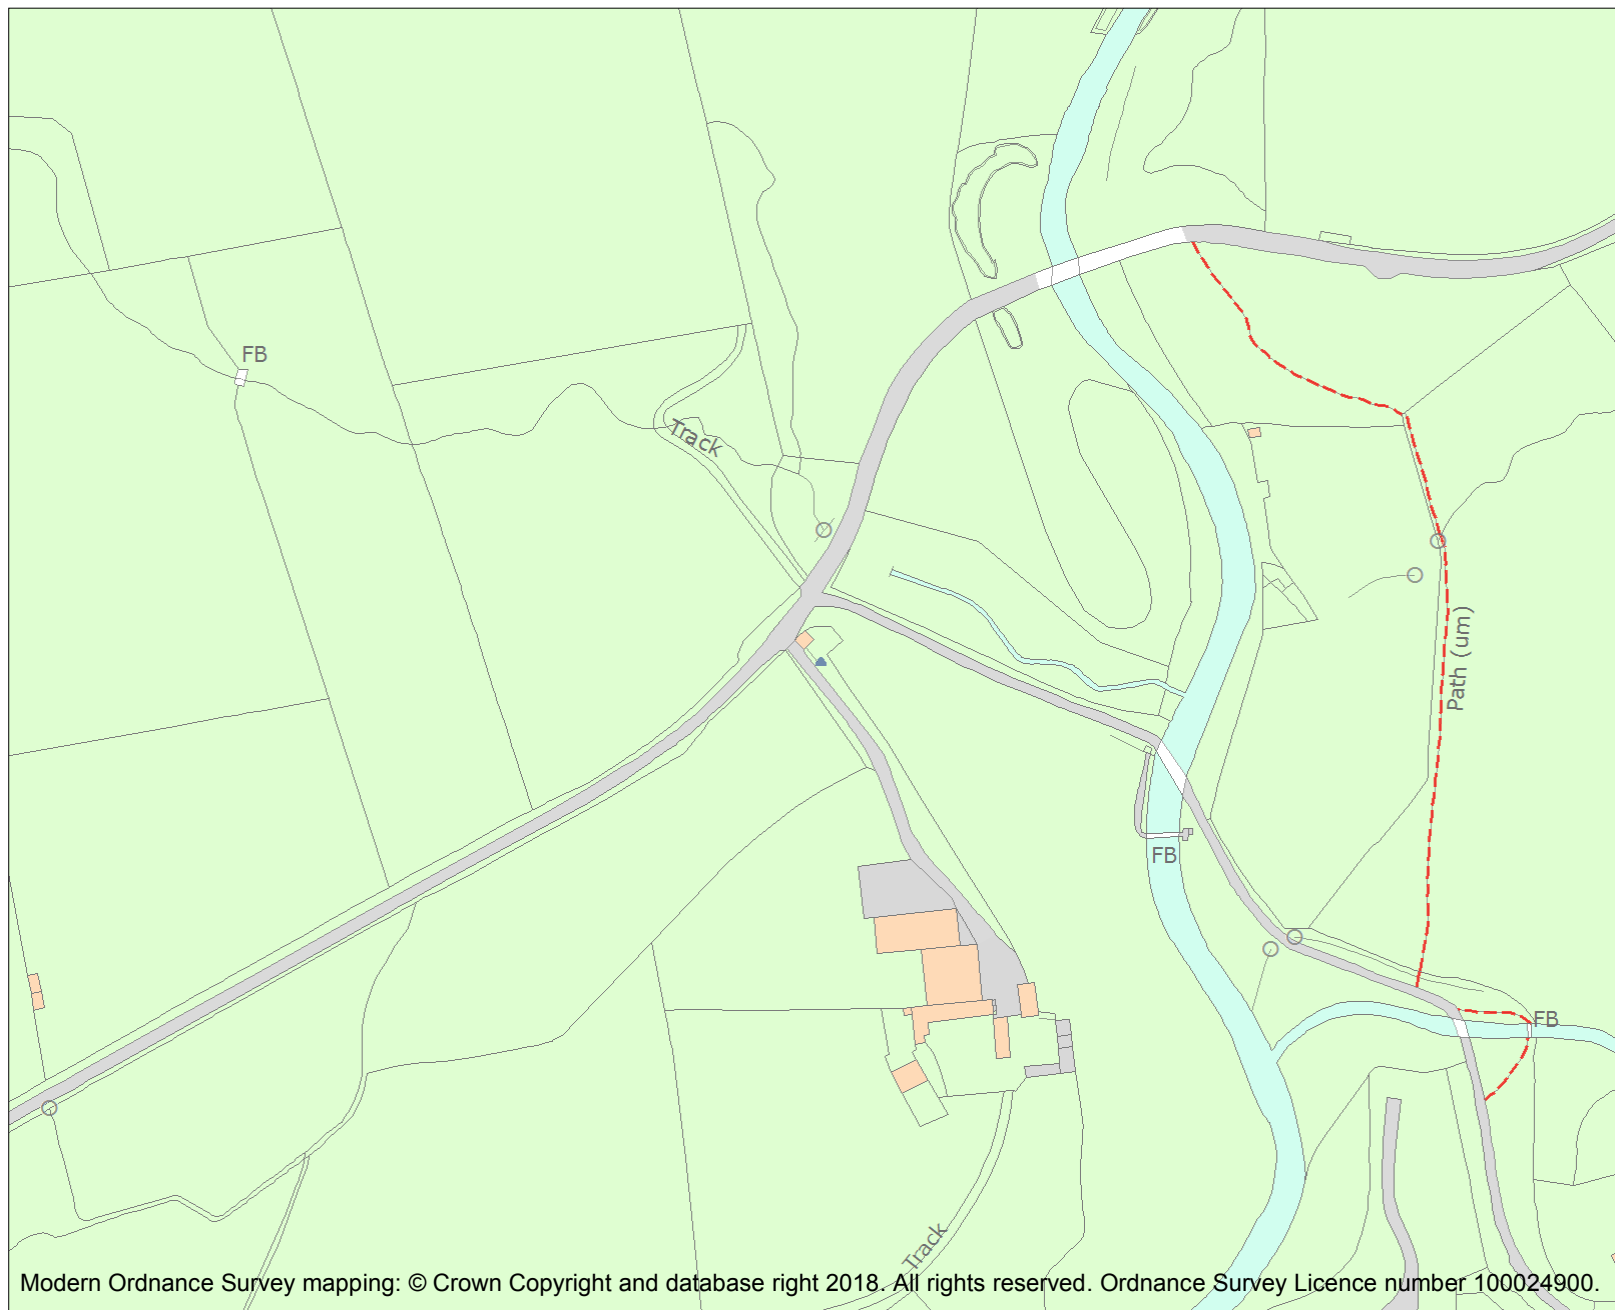 FB
Track
Path (um)
FB
FB
Track
Modern Ordnance Survey mapping: © Crown Copyright and database right 2018. All rights reserved. Ordnance Survey Licence number 100024900.